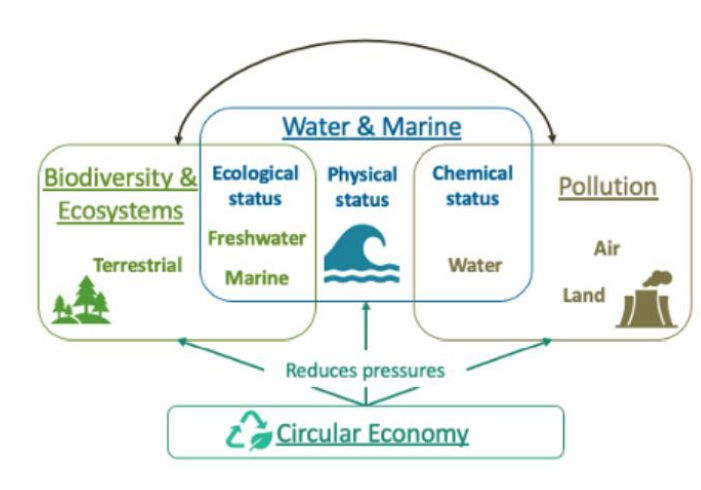 Water & Marine
Biodiversity &
Ecosystems
Terrestrial
Ecological
status
Freshwater
Marine
Physical
status
Chemical
status
Water
Pollution
Air
Land
Reduces pressures
Circular Economy